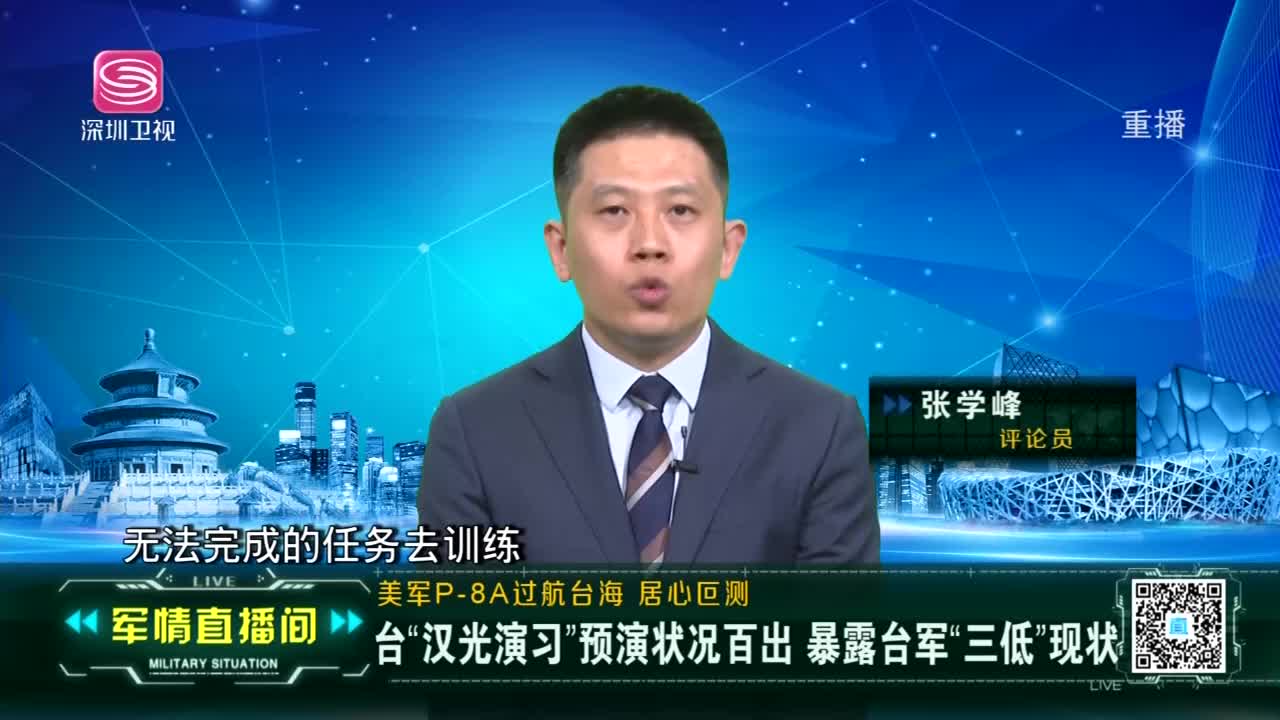 深圳卫视
重播
张学峰
评论员
无法完成的任务去训练
LIVE
军情直播间
MILITARY SITUATION
美军P-8A过航台海 居心叵测
台“汉光演习”预演状况百出 暴露台军“三低”现状
直
LIVE